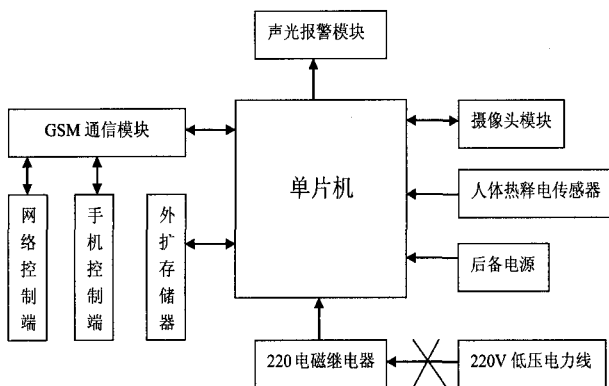 声光报警模块
GSM 通信模块
摄像头模块
单片机
人体热释电传感器
网络控制端
手机控制端
外扩存储器
后备电源
220 电磁继电器
220V 低压电力线